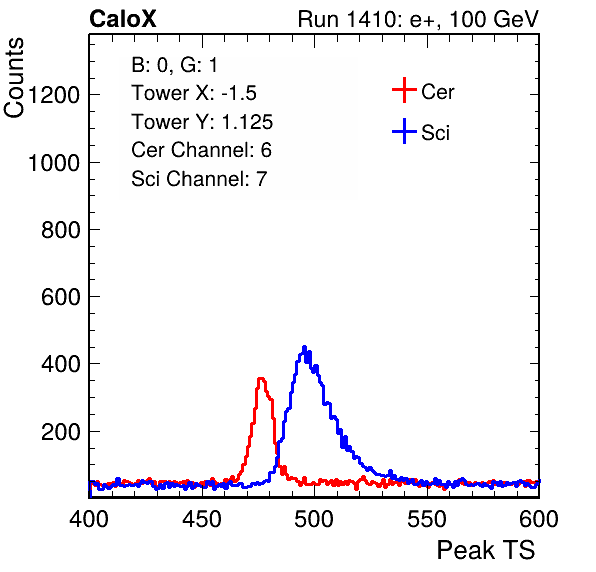 CaloX Run 1410: e+, 100 GeV
Counts
B: 0, G: 1
Tower X: -1.5
Tower Y: 1.125
Cer Channel: 6
Sci Channel: 7
Cer
Sci
1200
1000
800
600
400
200
400 450 500 550 600
Peak TS